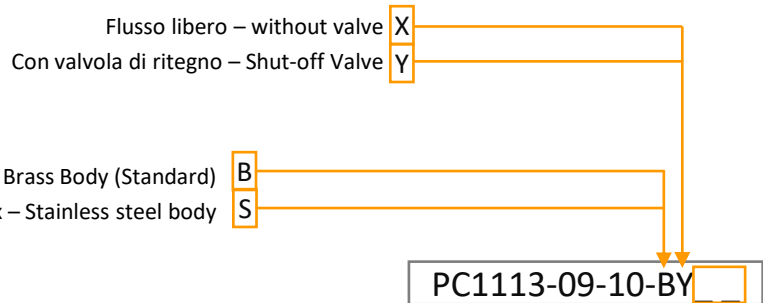 Flusso libero – without valve X
Con valvola di ritegno – Shut-off Valve Y
Brass Body (Standard) B
– Stainless steel body S
PC1113-09-10-BY_ _